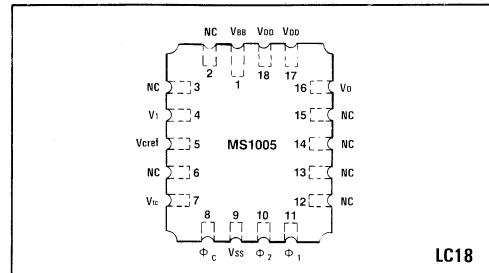 NC VBB VDD VDD
2 1 18 17
NC 3 16 VO
V1 4 15 NC
Vcref 5 MS1005 14 NC
NC 6 13 NC
Vtc 7 12 NC
8 9 10 11
ΦC VSS Φ2 Φ1
LC18